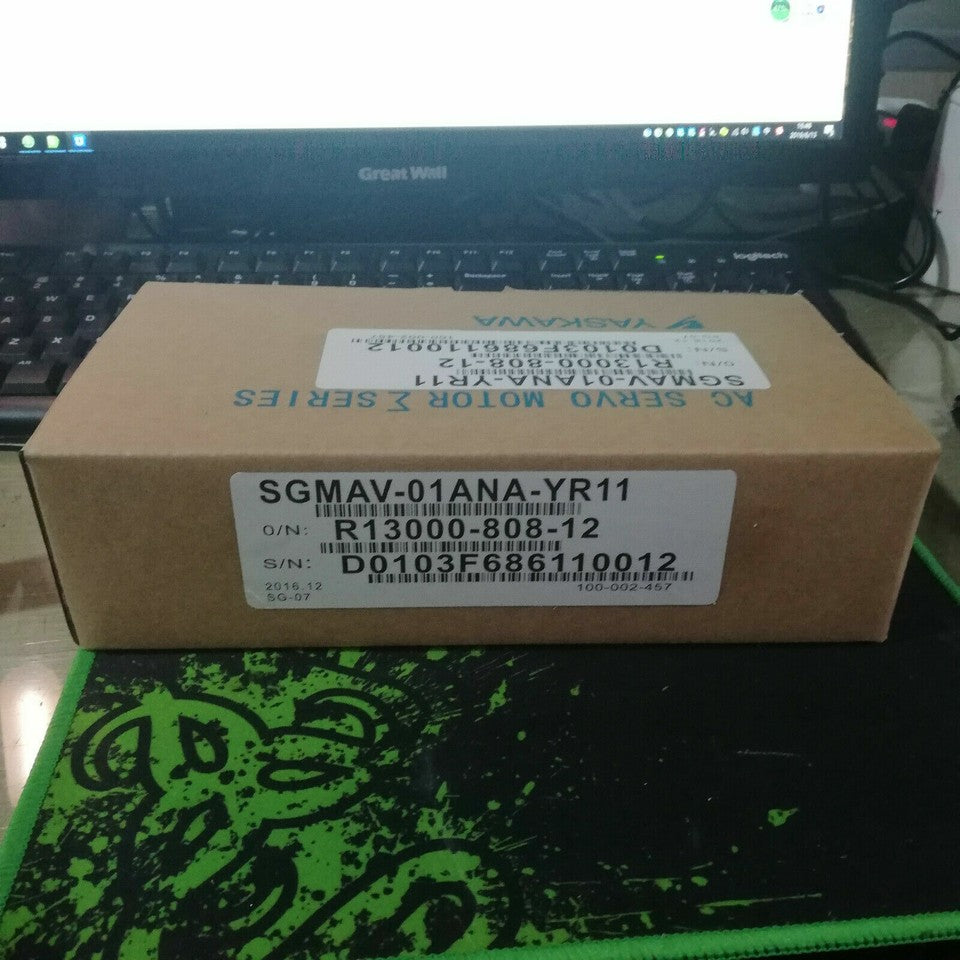 Great Wall
logitech
YASKAWA
D0103F686110012
S/N
R13000-808-12
O/N:
SGMAV-01ANA-YR11
AC SERVO MOTOR Σ SERIES
SGMAV-01ANA-YR11
O/N: R13000-808-12
S/N: D0103F686110012
2016.12 100-002-457
SG-07